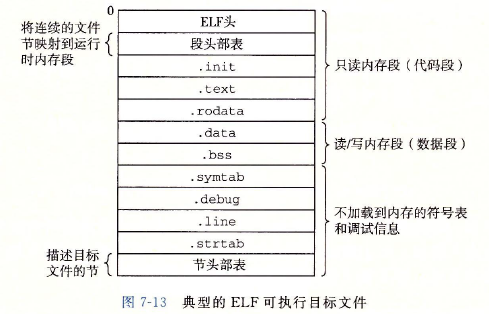 0
将连续的文件
节映射到运行
时内存段
ELF头
段头部表
.init
.text
.rodata
.data
.bss
.symtab
.debug
.line
.strtab
节头部表
只读内存段（代码段）
读/写内存段（数据段）
不加载到内存的符号表
和调试信息
描述目标
文件的节
图 7-13 典型的 ELF 可执行目标文件